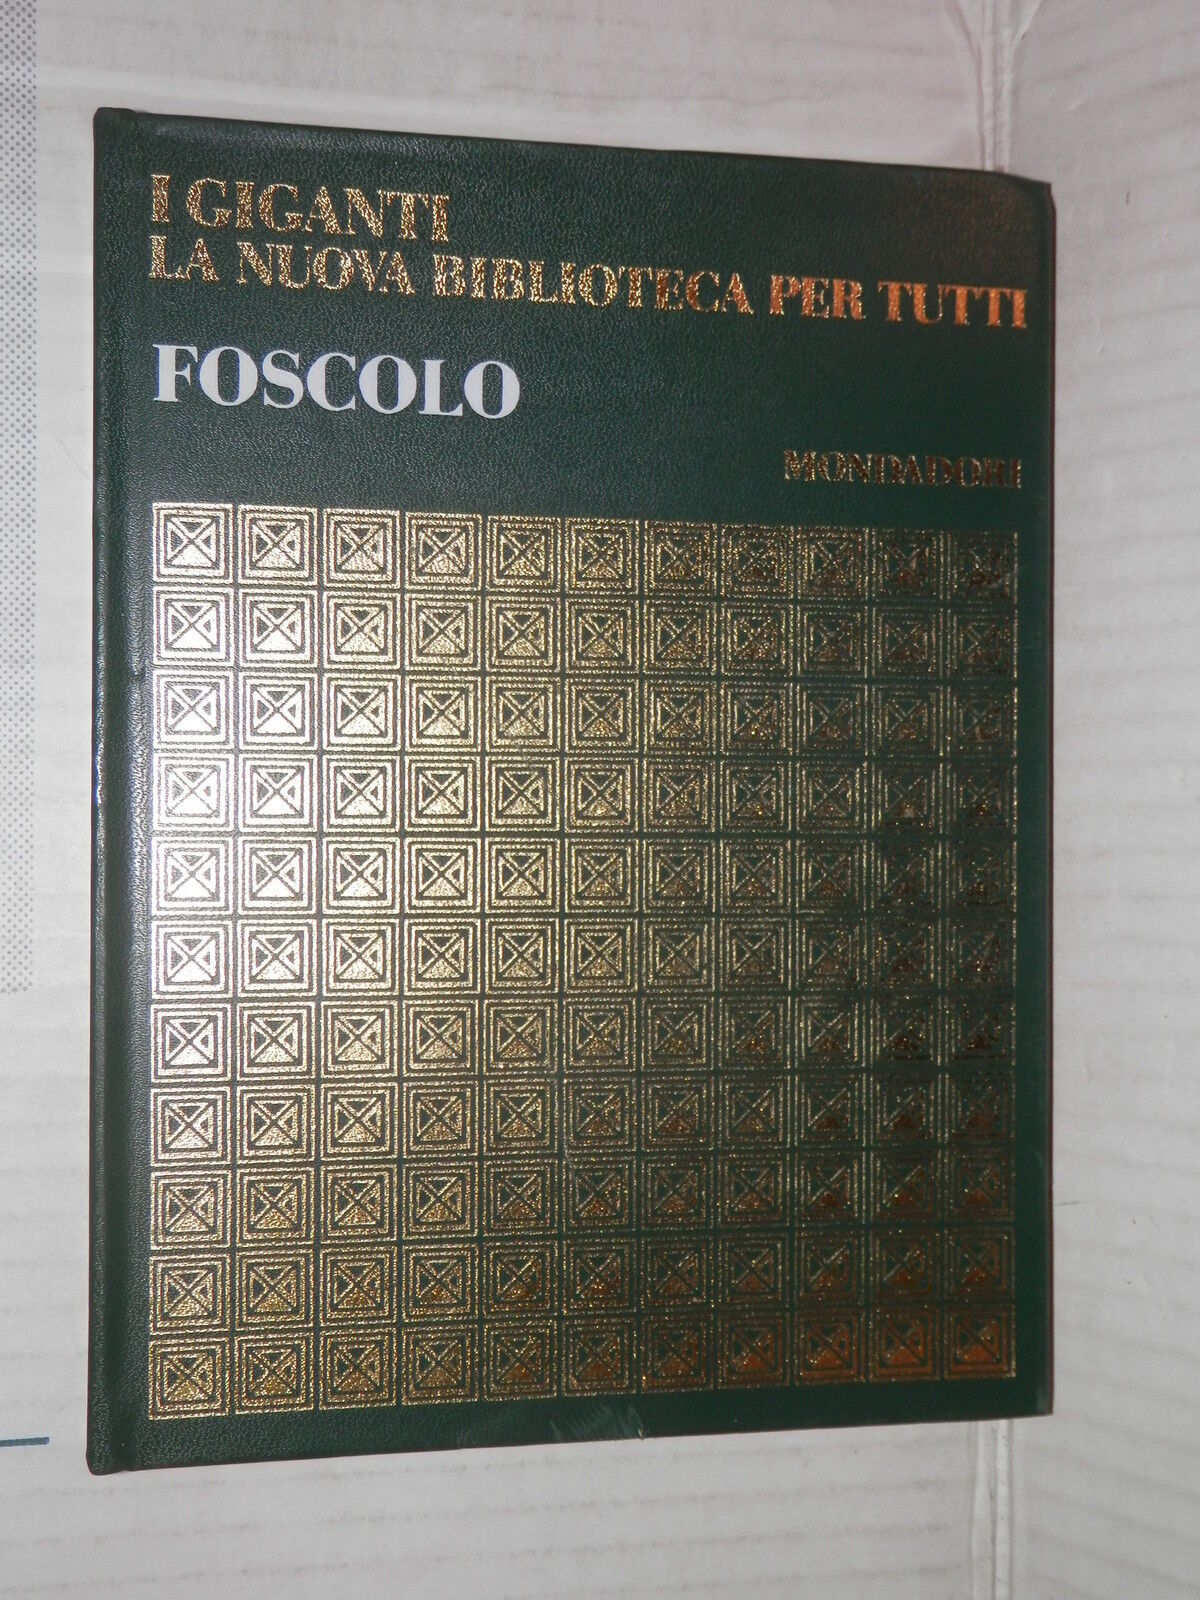 I GIGANTI
LA NUOVA BIBLIOTECA PER TUTTI
FOSCOLO
MONDADORI